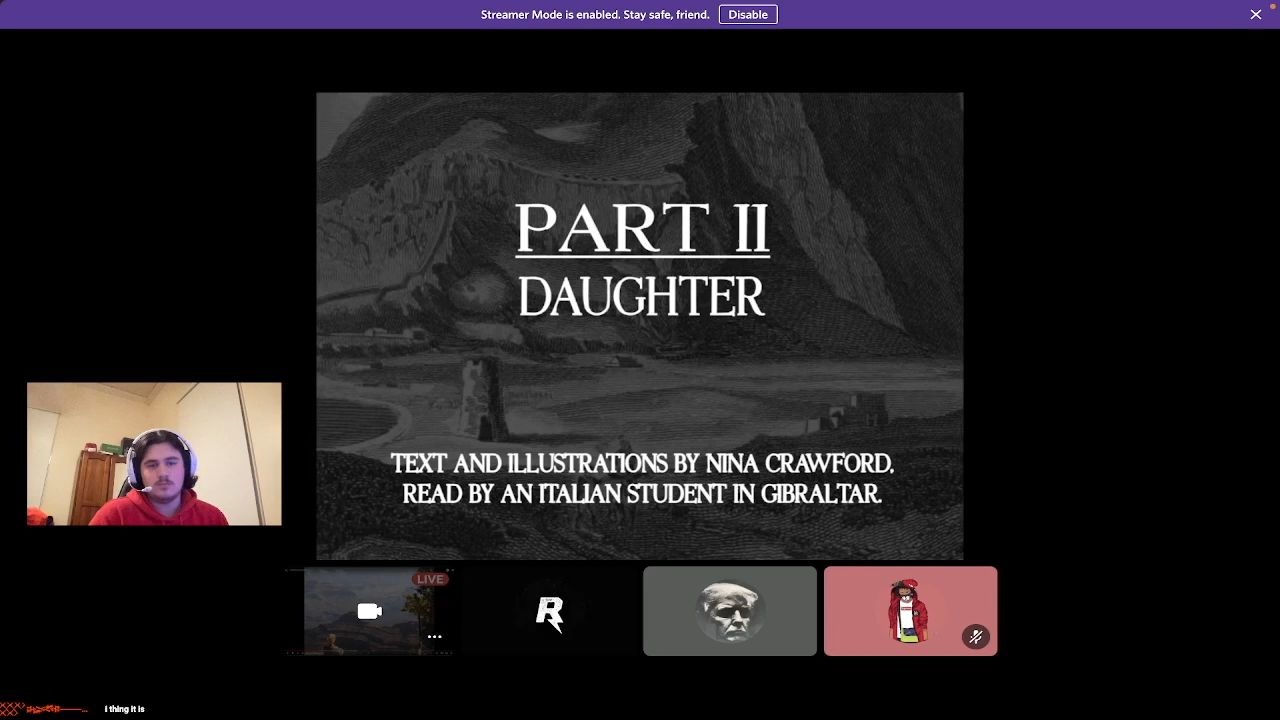 Streamer Mode is enabled. Stay safe, friend. Disable
PART II
DAUGHTER
TEXT AND ILLUSTRATIONS BY NINA CRAWFORD,
READ BY AN ITALIAN STUDENT IN GIBRALTAR.
LIVE
R
I thing it is